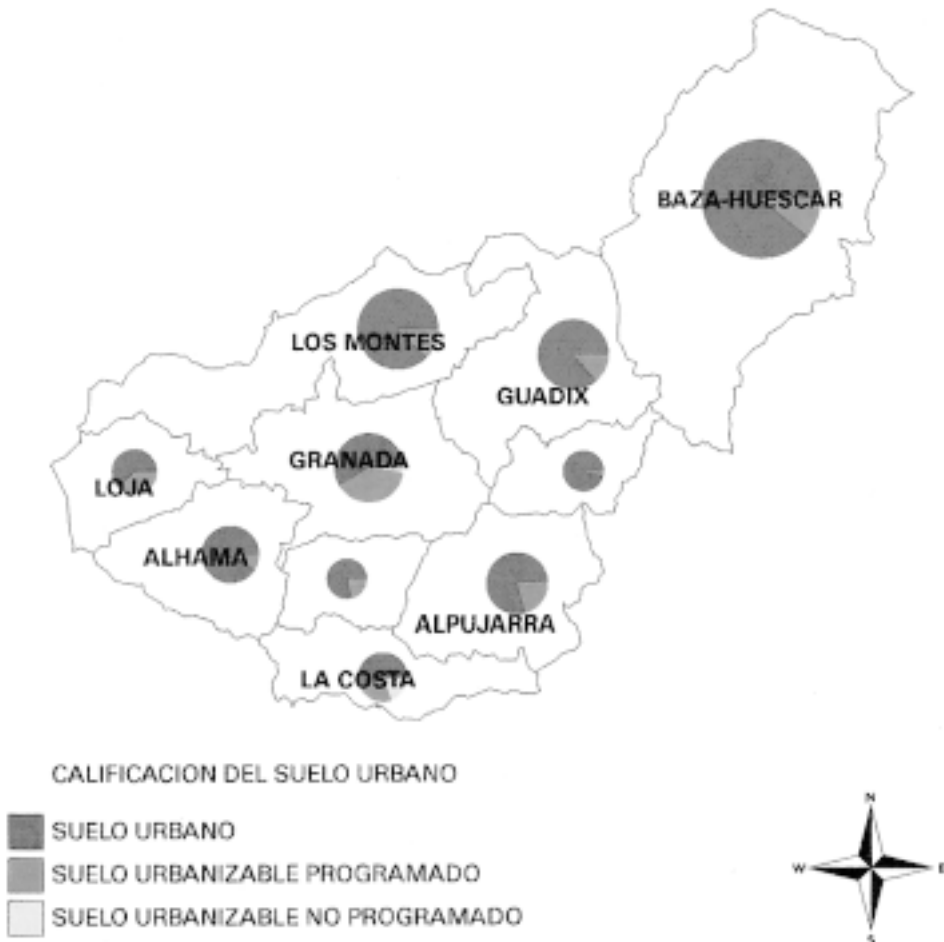 BAZA-HUESCAR
LOS MONTES
GUADIX
GRANADA
LOJA
ALHAMA
ALPUJARRA
LA COSTA
CALIFICACION DEL SUELO URBANO
SUELO URBANO
SUELO URBANIZABLE PROGRAMADO
SUELO URBANIZABLE NO PROGRAMADO
N
W E
S